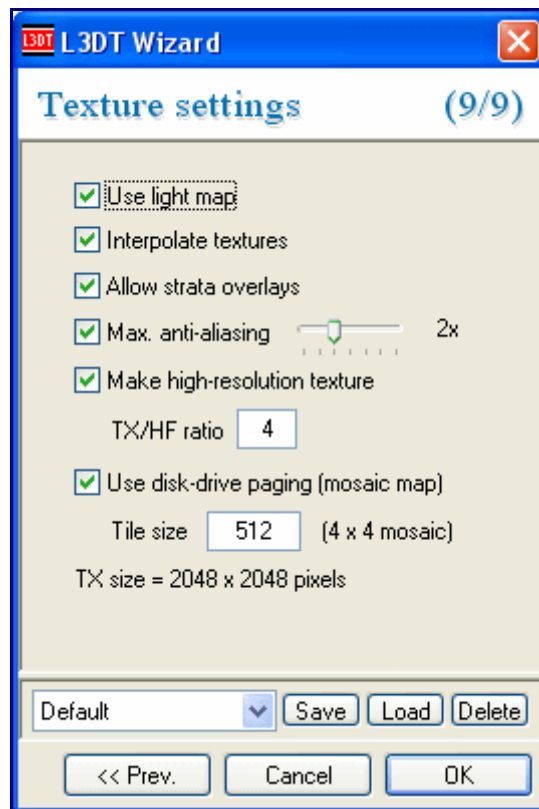 L3DT L3DT Wizard
Texture settings (9/9)
Use light map
Interpolate textures
Allow strata overlays
Max. anti-aliasing 2x
Make high-resolution texture
TX/HF ratio 4
Use disk-drive paging (mosaic map)
Tile size 512 (4 x 4 mosaic)
TX size = 2048 x 2048 pixels
Default Save Load Delete
<< Prev. Cancel OK